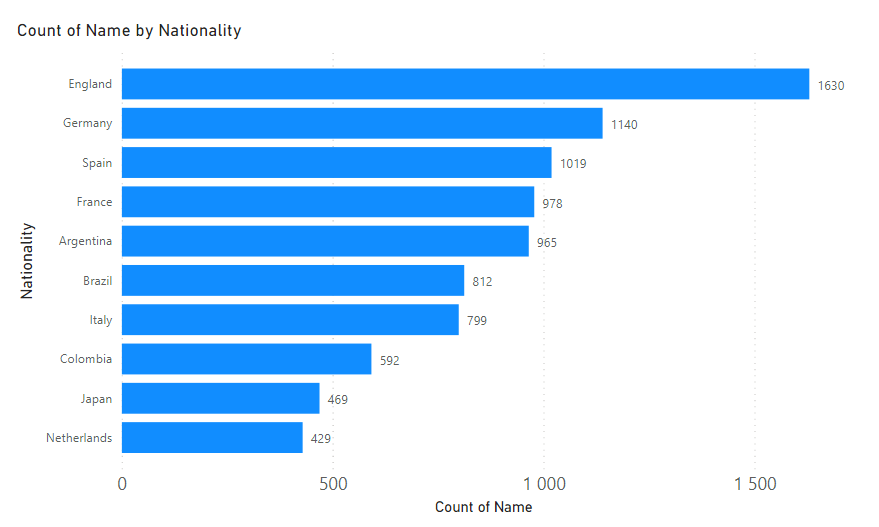 Count of Name by Nationality
England 1630
Germany 1140
Spain 1019
France 978
Argentina 965
Brazil 812
Italy 799
Colombia 592
Japan 469
Netherlands 429
Nationality
0 500 1 000 1 500
Count of Name